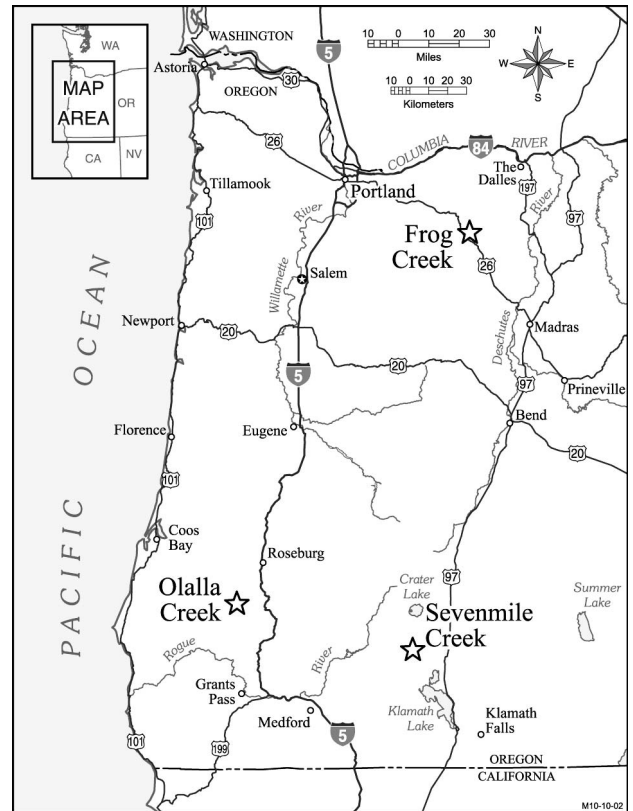 WA
MAP
AREA
OR
CA
NV
WASHINGTON
5
10 0 10 20 30
Miles
10 0 10 20 30
Kilometers
N
W E
S
Astoria
30
OREGON
26
COLUMBIA RIVER
84
The
Dalles
197
River
97
Tillamook
101
Portland
River
Frog
Creek
26
Willamette
Salem
Newport
20
Deschutes
Madras
5
20
97
Prineville
Florence
Eugene
Bend
20
101
PACIFIC OCEAN
Coos
Bay
Roseburg
97
Olalla
Creek
Crater
Lake
Summer
Lake
Sevenmile
Creek
Rogue
River
Grants
Pass
Medford
Klamath
Lake
Klamath
Falls
101
199
5
OREGON
CALIFORNIA
M10-10-02